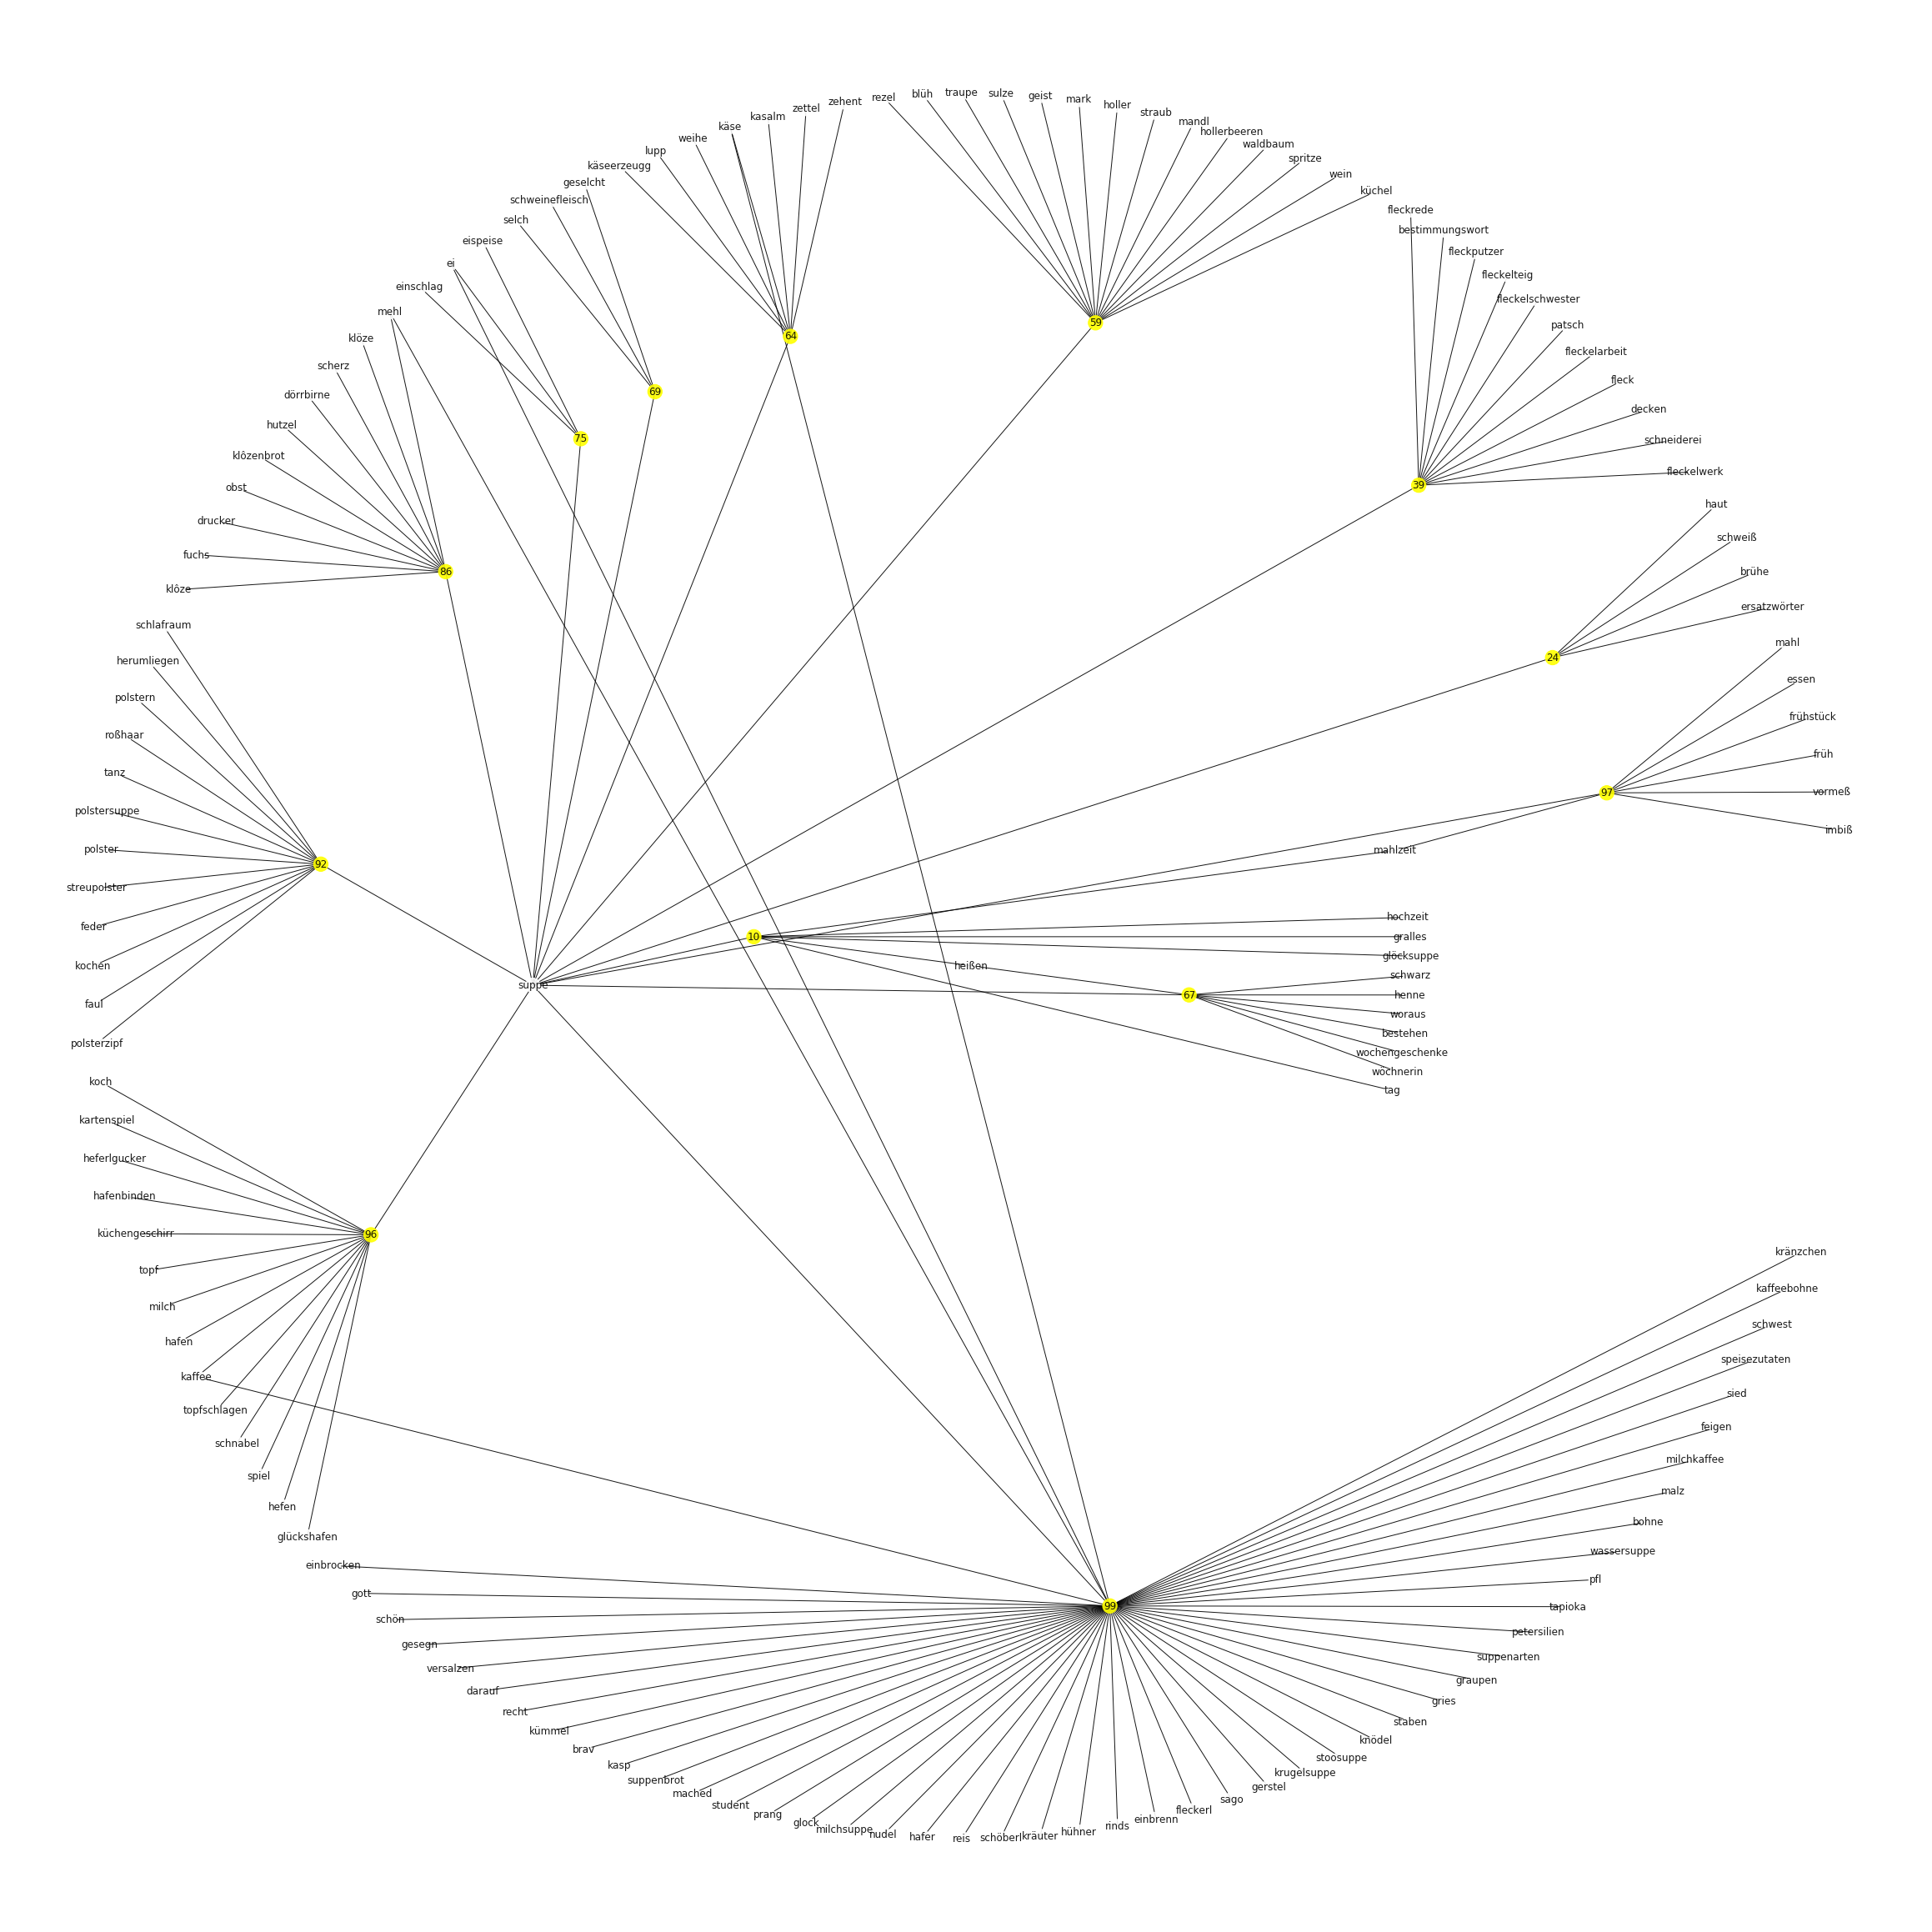 rezel
blüh
traupe
sulze
geist
mark
holler
straub
mandl
hollerbeeren
waldbaum
spritze
wein
küchel
59
zehent
zettel
kasalm
käse
weihe
lupp
käseerzeugg
64
geselcht
schweinefleisch
selch
69
eispeise
ei
einschlag
75
mehl
klöze
scherz
dörrbirne
hutzel
klôzenbrot
obst
drucker
fuchs
klôze
86
fleckrede
bestimmungswort
fleckputzer
fleckelteig
fleckelschwester
patsch
fleckelarbeit
fleck
decken
schneiderei
fleckelwerk
39
haut
schweiß
brühe
ersatzwörter
24
mahl
essen
frühstück
früh
vormeß
imbiß
97
mahlzeit
schlafraum
herumliegen
polstern
roßhaar
tanz
polstersuppe
polster
streupolster
feder
kochen
faul
polsterzipf
92
hochzeit
10
gralles
glöcksuppe
heißen
schwarz
suppe
67
henne
woraus
bestehen
wochengeschenke
wöchnerin
tag
koch
kartenspiel
heferlgucker
hafenbinden
küchengeschirr
96
topf
milch
hafen
kaffee
topfschlagen
schnabel
spiel
hefen
glückshafen
kränzchen
kaffeebohne
schwest
speisezutaten
sied
feigen
milchkaffee
malz
bohne
wassersuppe
pfl
tapioka
petersilien
suppenarten
graupen
gries
staben
knödel
stoosuppe
krugelsuppe
gerstel
sago
fleckerl
einbrenn
rinds
hühner
kräuter
schöberl
reis
hafer
nudel
milchsuppe
glock
prang
student
mached
suppenbrot
kasp
brav
kümmel
recht
darauf
versalzen
gesegn
schön
gott
einbrocken
99